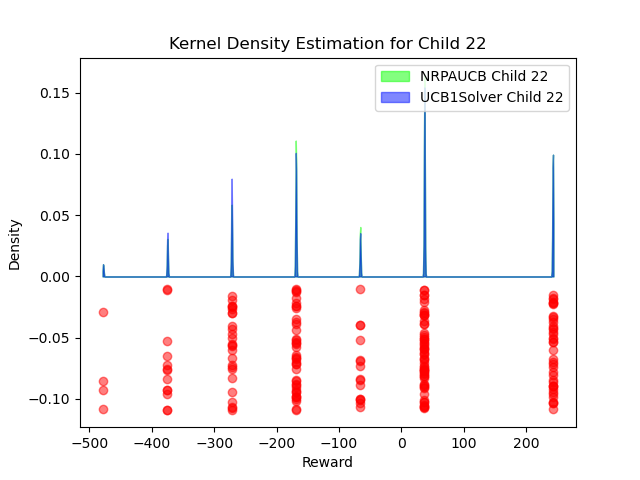 Kernel Density Estimation for Child 22
NRPAUCB Child 22
UCB1Solver Child 22
0.15
0.10
0.05
0.00
−0.05
−0.10
Density
−500
−400
−300
−200
−100
0
100
200
Reward